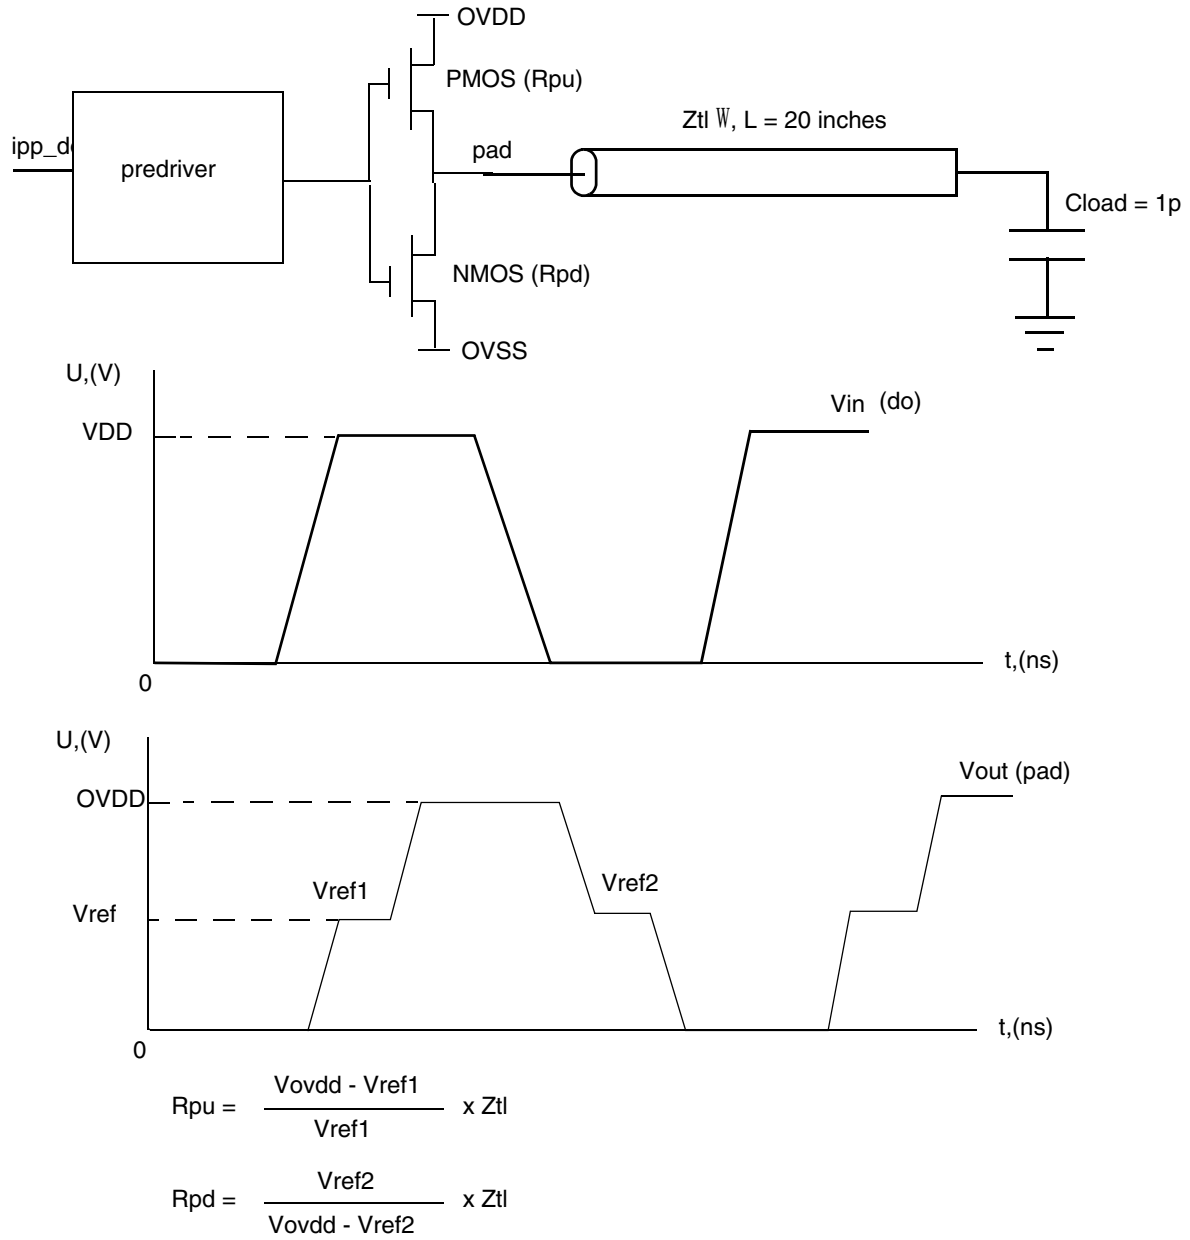 OVDD
PMOS (Rpu)
ipp_do
predriver
pad
Ztl W, L = 20 inches
Cload = 1p
NMOS (Rpd)
OVSS
U,(V)
VDD
Vin (do)
t,(ns)
0
U,(V)
OVDD
Vout (pad)
Vref1
Vref2
Vref
t,(ns)
0
Rpu = Vovdd - Vref1 x Ztl
Vref1
Rpd = Vref2 x Ztl
Vovdd - Vref2